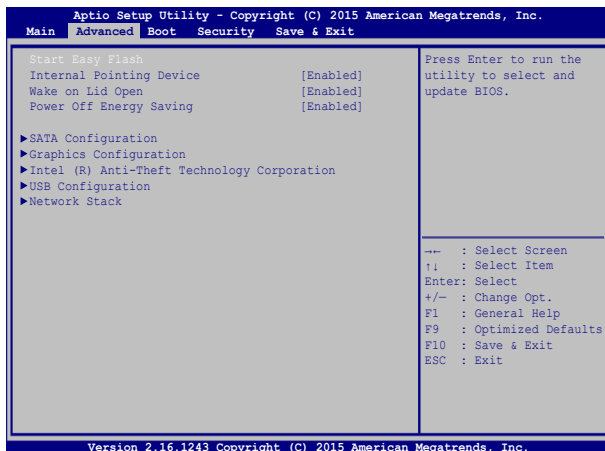 Aptio Setup Utility - Copyright (C) 2015 American Megatrends, Inc.
Main Advanced Boot Security Save & Exit
Start Easy Flash
Internal Pointing Device [Enabled]
Wake on Lid Open [Enabled]
Power Off Energy Saving [Enabled]
▶SATA Configuration
▶Graphics Configuration
▶Intel (R) Anti-Theft Technology Corporation
▶USB Configuration
▶Network Stack
Press Enter to run the
utility to select and
update BIOS.
→← : Select Screen
↑↓ : Select Item
Enter: Select
+/— : Change Opt.
F1 : General Help
F9 : Optimized Defaults
F10 : Save & Exit
ESC : Exit
Version 2.16.1243 Copyright (C) 2015 American Megatrends, Inc.